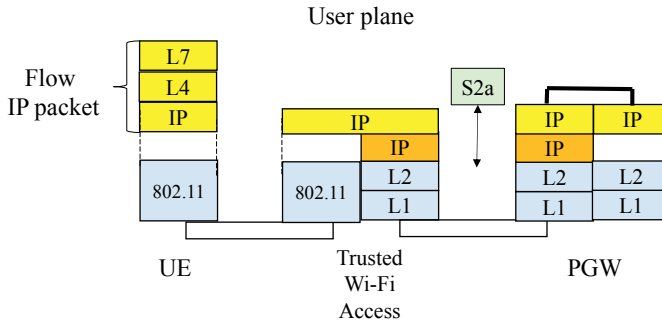 User plane
L7
L4
IP
Flow
IP packet
S2a
IP
IP
IP
IP
IP
802.11
802.11
L2
L1
L2
L2
L1
L1
UE
Trusted
Wi-Fi
Access
PGW